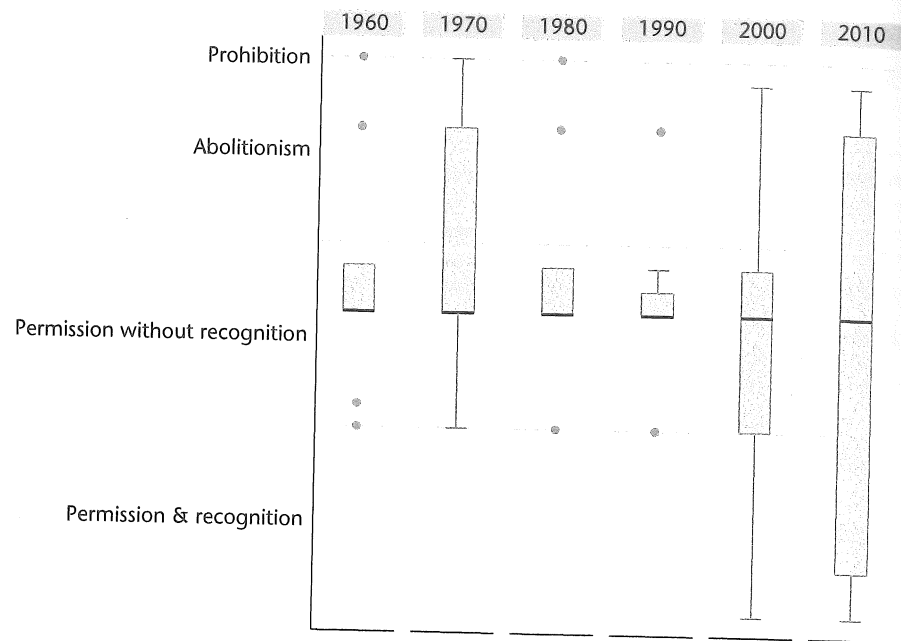 1960 1970 1980 1990 2000 2010
Prohibition
Abolitionism
Permission without recognition
Permission & recognition